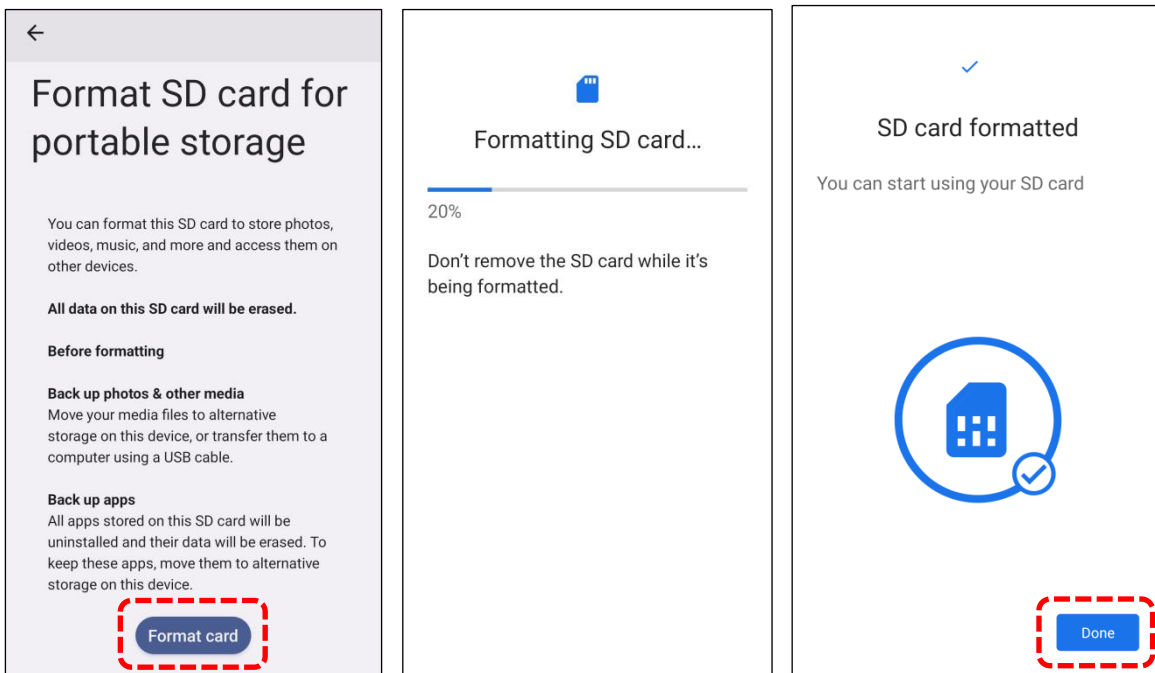 Format SD card for
portable storage
You can format this SD card to store photos,
videos, music, and more and access them on
other devices.
All data on this SD card will be erased.
Before formatting
Back up photos & other media
Move your media files to alternative
storage on this device, or transfer them to a
computer using a USB cable.
Back up apps
All apps stored on this SD card will be
uninstalled and their data will be erased. To
keep these apps, move them to alternative
storage on this device.
Format card
Formatting SD card…
20%
Don’t remove the SD card while it’s
being formatted.
SD card formatted
You can start using your SD card
Done